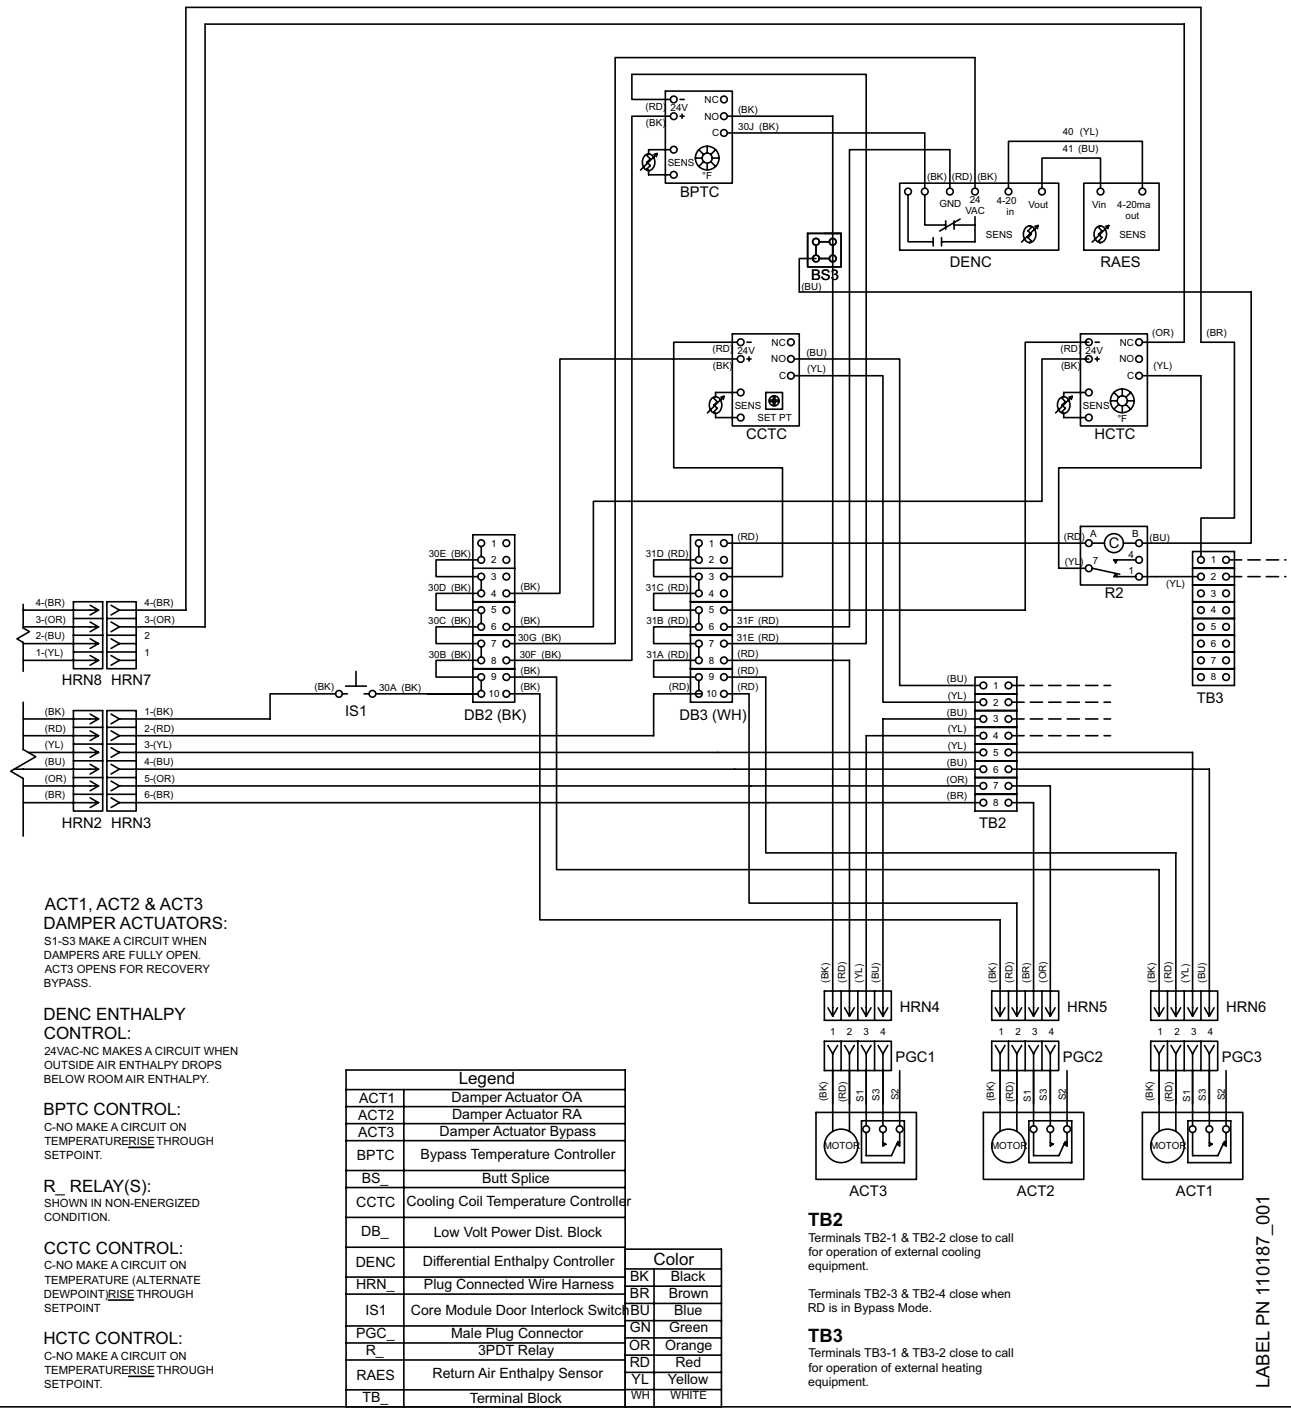 NC
(RD)
24V
(BK)
NO
(BK)
C
30J (BK)
SENS
°F
BPTC
40 (YL)
41 (BU)
(BK) (RD) (BK)
GND
24
VAC
4-20
in
Vout
SENS
DENC
Vin
4-20ma
out
SENS
RAES
BS3
(BU)
(RD)
24V
(BK)
NC
NO
(BU)
C
(YL)
SENS
SET PT
CCTC
(RD)
24V
(BK)
NC
(OR)
(BR)
NO
C
(YL)
SENS
°F
HCTC
30E (BK)
30D (BK)
30C (BK)
30B (BK)
1
2
3
4
5
6
7
8
9
10
(BK)
(BK)
30G (BK)
30F (BK)
(BK)
(BK)
DB2 (BK)
31D (RD)
31C (RD)
31B (RD)
31A (RD)
(RD)
1
2
3
4
5
6
7
8
9
10
(RD)
31F (RD)
31E (RD)
(RD)
(RD)
(RD)
DB3 (WH)
(RD)
A
C
B
(BU)
(YL)
7
4
1
(YL)
R2
1
2
3
4
5
6
7
8
TB3
4-(BR)
3-(OR)
2-(BU)
1-(YL)
4-(BR)
3-(OR)
2
1
HRN8 HRN7
(BK)
30A (BK)
IS1
(BK)
(RD)
(YL)
(BU)
(OR)
(BR)
1-(BK)
2-(RD)
3-(YL)
4-(BU)
5-(OR)
6-(BR)
HRN2 HRN3
(BU)
(YL)
(BU)
(YL)
(YL)
(BU)
(OR)
(BR)
1
2
3
4
5
6
7
8
TB2
(BK) (RD) (YL) (BU)
HRN4
1 2 3 4
PGC1
(BK) (RD) S1 S3 S2
MOTOR
ACT3
(BK) (RD) (BR) (OR)
HRN5
1 2 3 4
PGC2
(BK) (RD) S1 S3 S2
MOTOR
ACT2
(BK) (RD) (YL) (BU)
HRN6
1 2 3 4
PGC3
(BK) (RD) S1 S3 S2
MOTOR
ACT1
ACT1, ACT2 & ACT3
DAMPER ACTUATORS:
S1-S3 MAKE A CIRCUIT WHEN
DAMPERS ARE FULLY OPEN.
ACT3 OPENS FOR RECOVERY
BYPASS.
DENC ENTHALPY
CONTROL:
24VAC-NC MAKES A CIRCUIT WHEN
OUTSIDE AIR ENTHALPY DROPS
BELOW ROOM AIR ENTHALPY.
BPTC CONTROL:
C-NO MAKE A CIRCUIT ON
TEMPERATURERISE THROUGH
SETPOINT.
R_ RELAY(S):
SHOWN IN NON-ENERGIZED
CONDITION.
CCTC CONTROL:
C-NO MAKE A CIRCUIT ON
TEMPERATURE (ALTERNATE
DEWPOINT)RISE THROUGH
SETPOINT
HCTC CONTROL:
C-NO MAKE A CIRCUIT ON
TEMPERATURERISE THROUGH
SETPOINT.
Legend
ACT1 Damper Actuator OA
ACT2 Damper Actuator RA
ACT3 Damper Actuator Bypass
BPTC Bypass Temperature Controller
BS_ Butt Splice
CCTC Cooling Coil Temperature Controller
DB_ Low Volt Power Dist. Block
DENC Differential Enthalpy Controller
HRN_ Plug Connected Wire Harness
IS1 Core Module Door Interlock Switch
PGC_ Male Plug Connector
R_ 3PDT Relay
RAES Return Air Enthalpy Sensor
TB_ Terminal Block
Color
BK Black
BR Brown
BU Blue
GN Green
OR Orange
RD Red
YL Yellow
WH WHITE
TB2
Terminals TB2-1 & TB2-2 close to call
for operation of external cooling
equipment.
Terminals TB2-3 & TB2-4 close when
RD is in Bypass Mode.
TB3
Terminals TB3-1 & TB3-2 close to call
for operation of external heating
equipment.
LABEL PN 110187_001